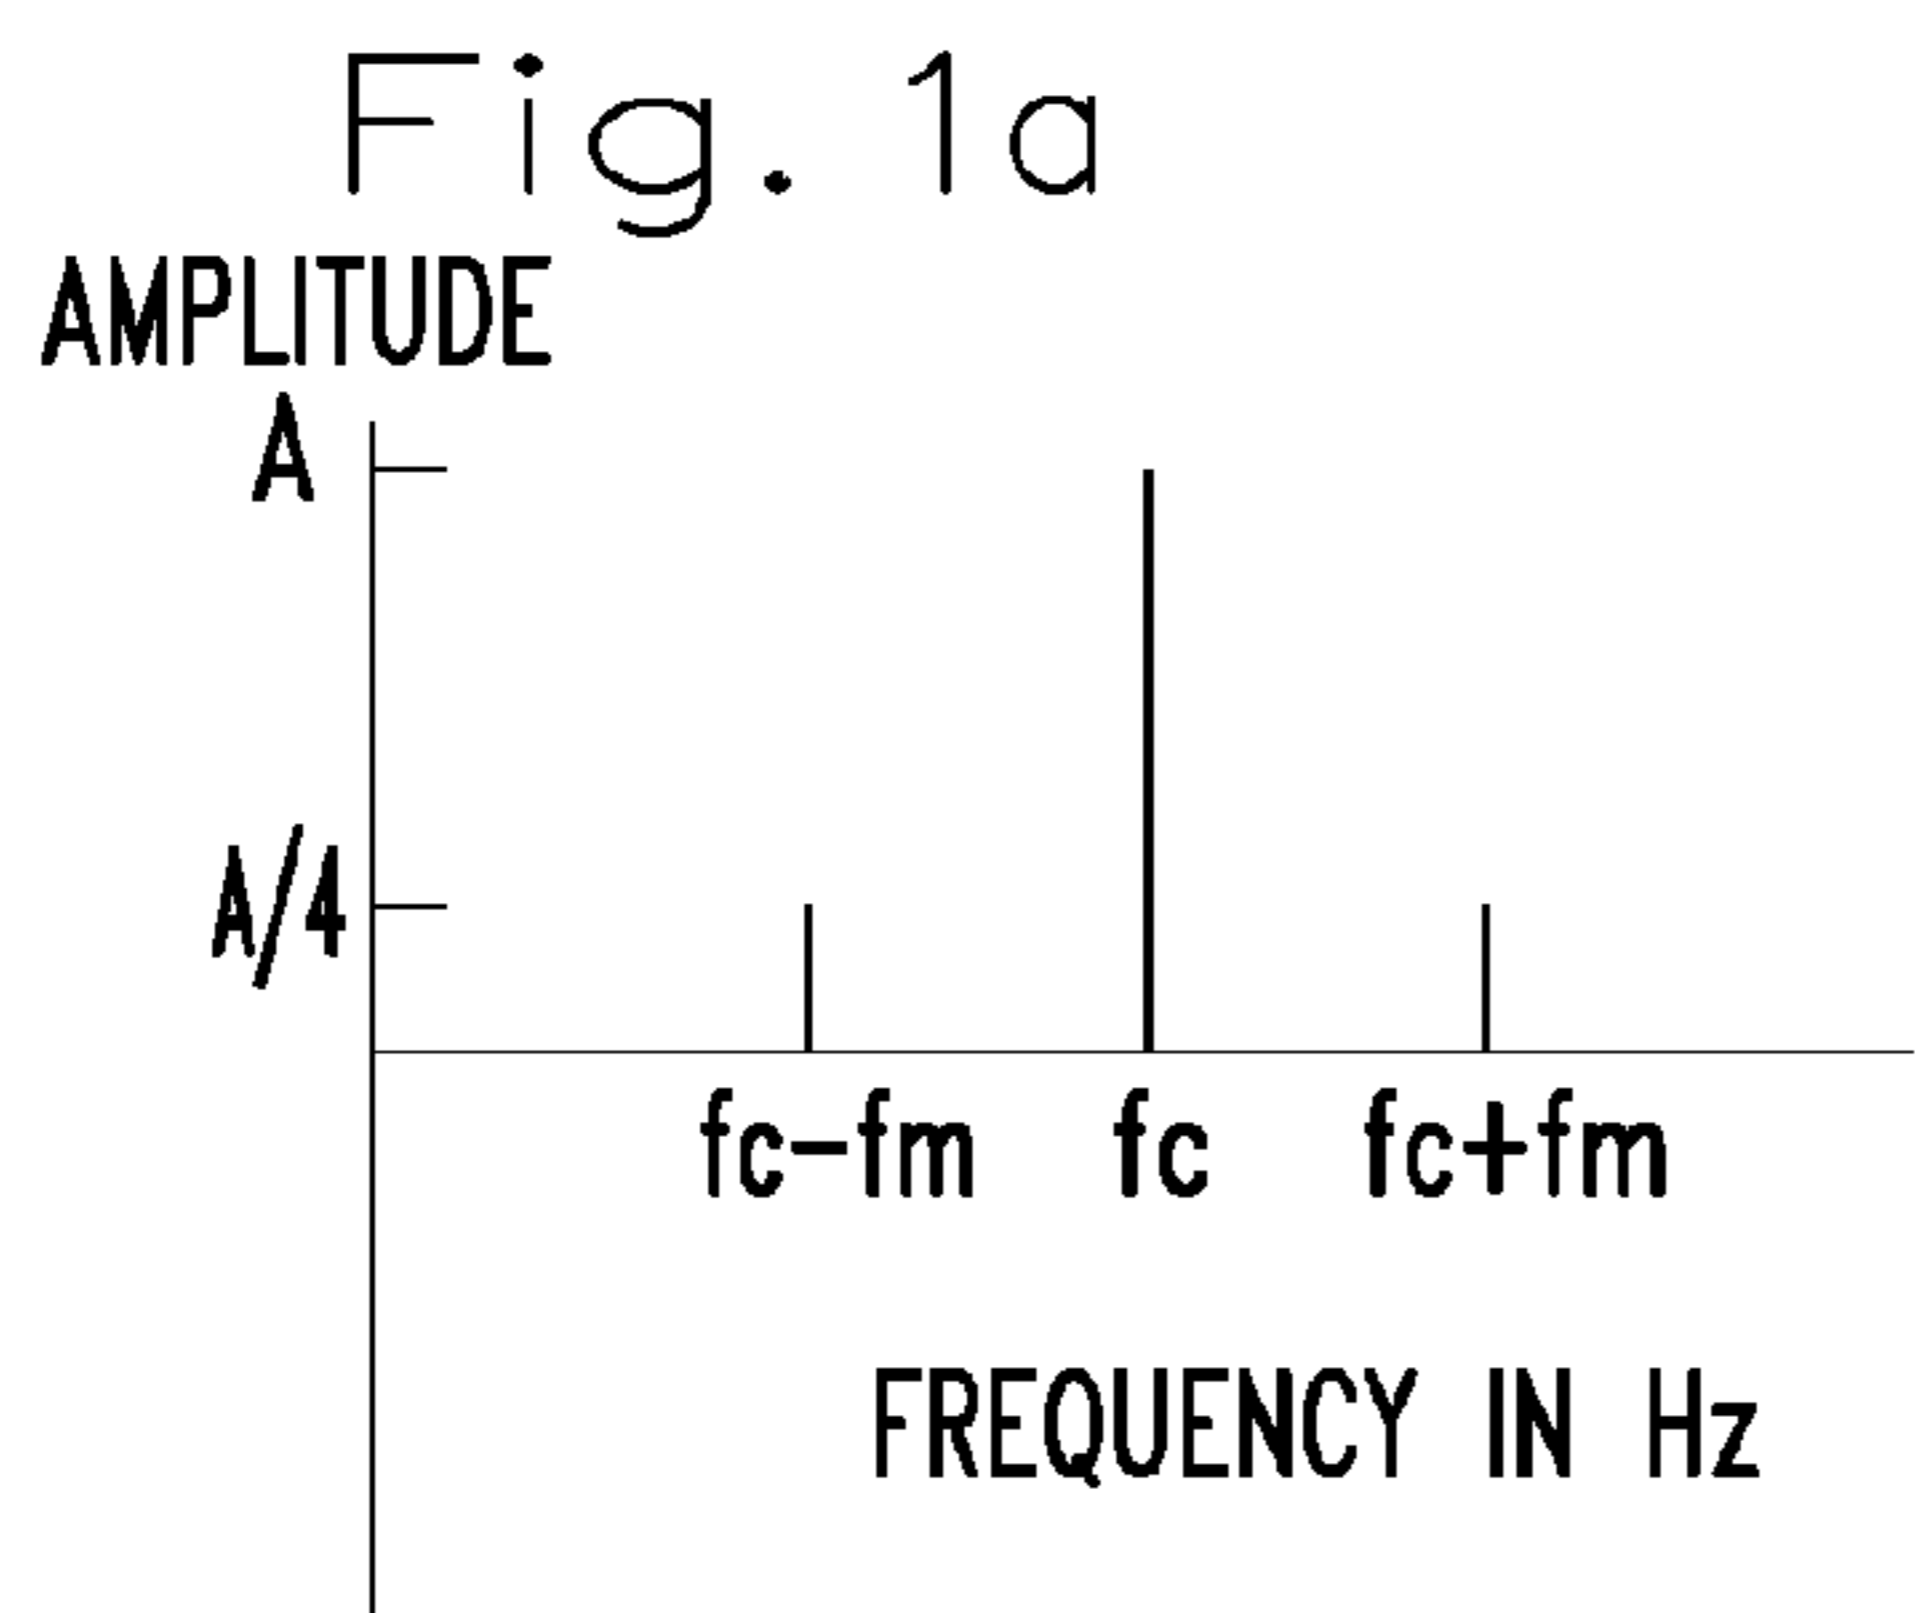 Fig. 1a
AMPLITUDE
A
A/4
fc-fm fc fc+fm
FREQUENCY IN Hz